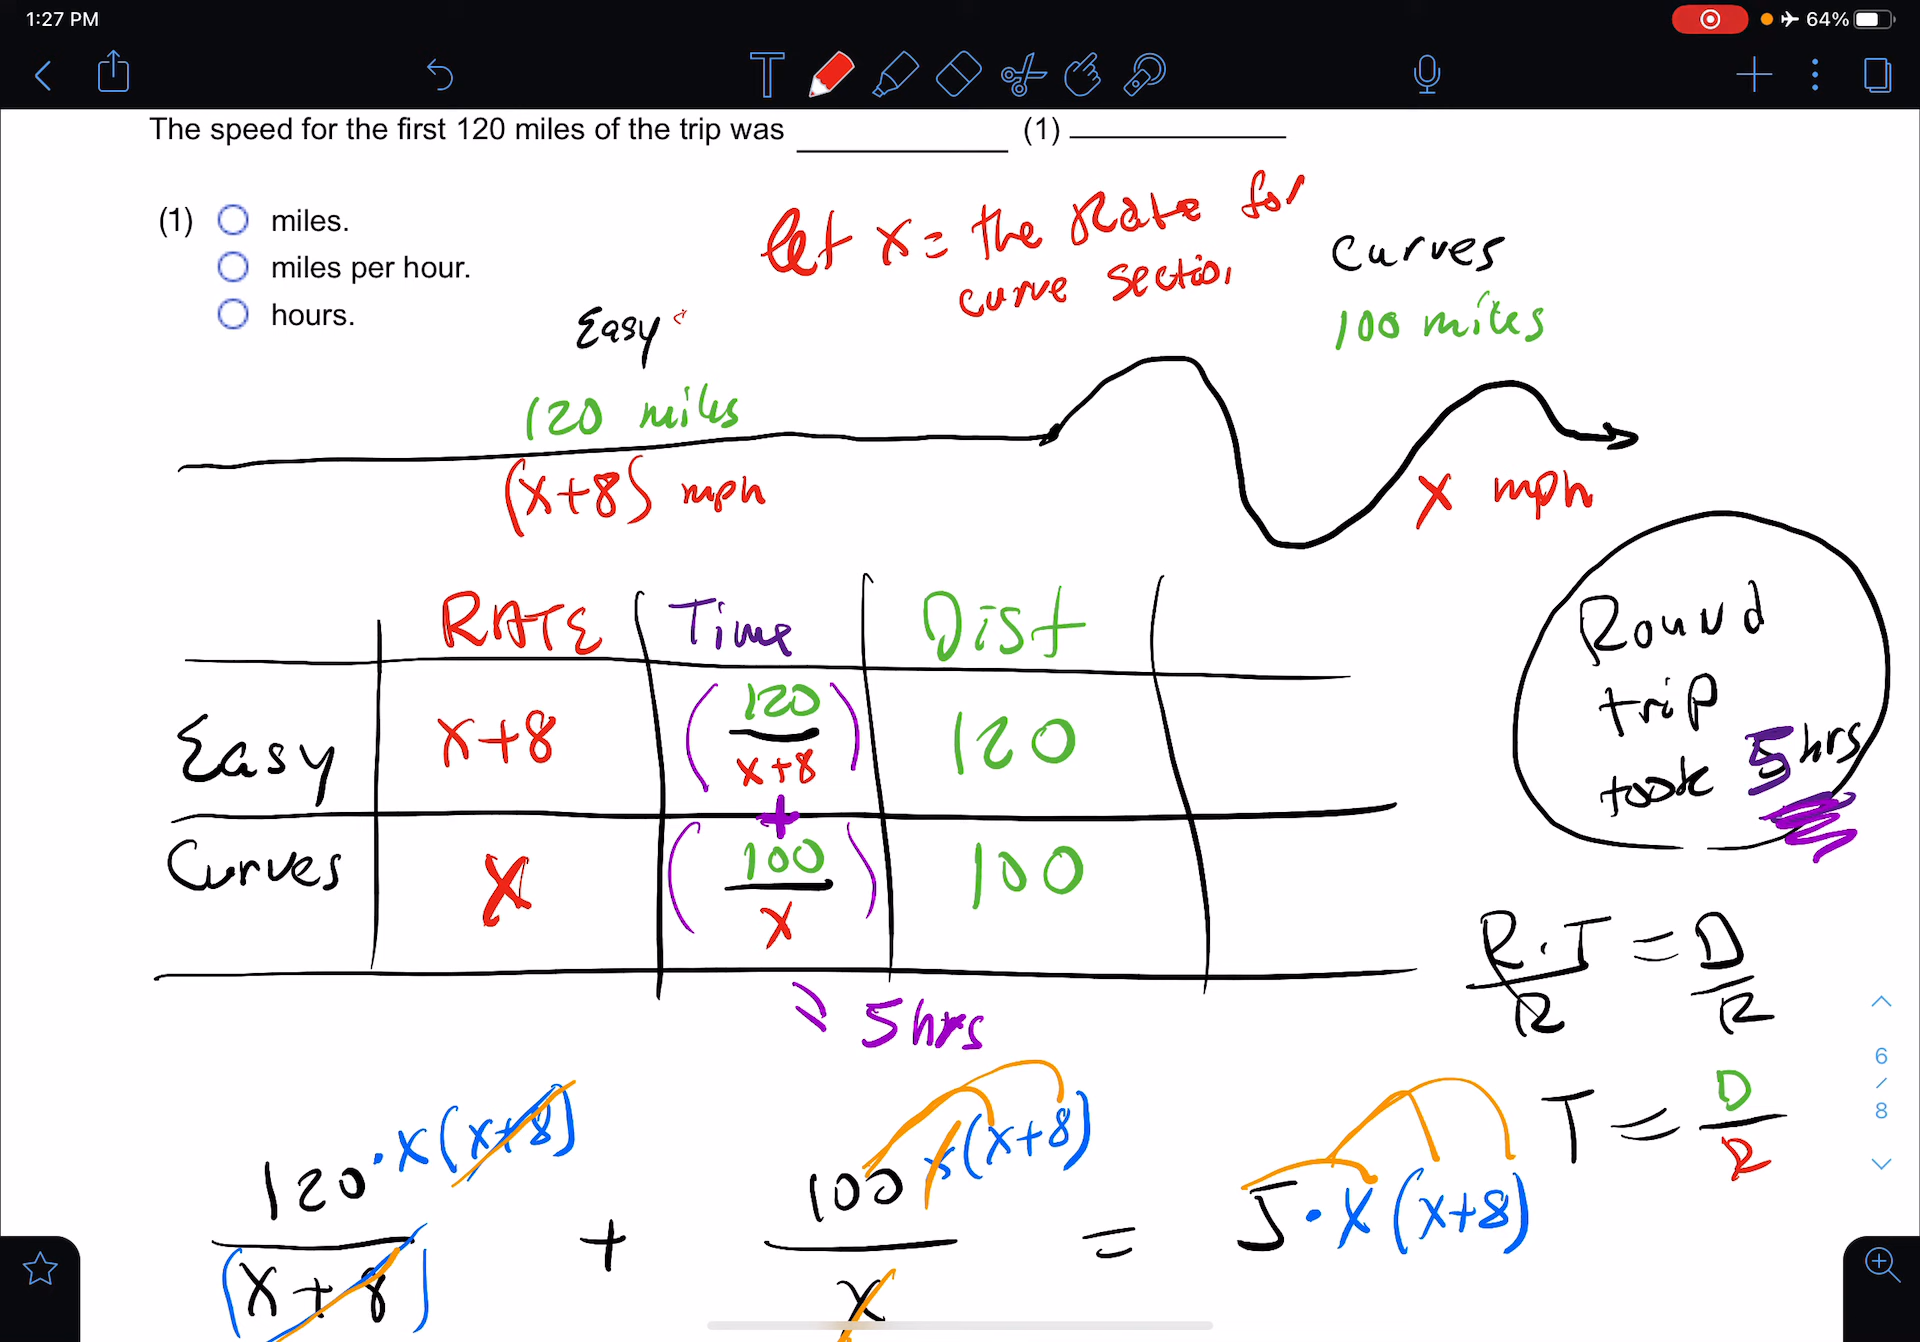 1:27 PM
64%
The speed for the first 120 miles of the trip was ____________ (1) ____________
(1) miles.
miles per hour.
hours.
let x = the Rate for
curve section
Easy
Curves
100 miles
120 miles
(x+8) mph
x mph
RATE Time Dist
Easy x+8 (120/x+8) 120
+
Curves x (100/x) 100
= 5 hrs
Round
trip
took 5 hrs
R·T/R = D/R
T = D/R
6
/
8
120·x(x+8)/(x+8) + 100x(x+8)/x = 5·x(x+8)